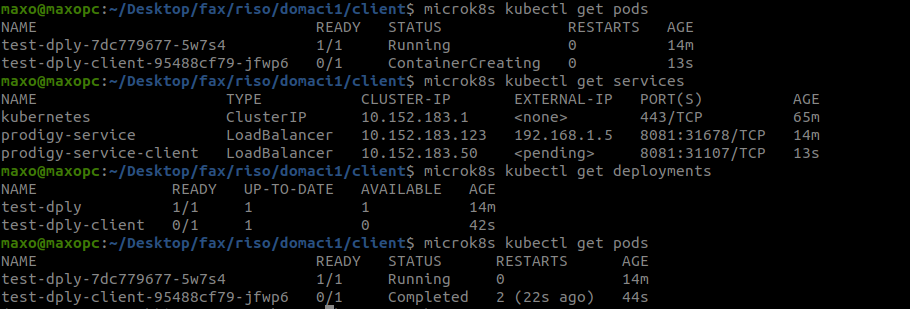 maxo@maxopc:~/Desktop/fax/riso/domaci1/client$ microk8s kubectl get pods
NAME                                READY   STATUS              RESTARTS   AGE
test-dply-7dc779677-5w7s4           1/1     Running             0          14m
test-dply-client-95488cf79-jfwp6    0/1     ContainerCreating   0          13s
maxo@maxopc:~/Desktop/fax/riso/domaci1/client$ microk8s kubectl get services
NAME                     TYPE           CLUSTER-IP       EXTERNAL-IP   PORT(S)          AGE
kubernetes               ClusterIP      10.152.183.1     <none>        443/TCP          65m
prodigy-service          LoadBalancer   10.152.183.123   192.168.1.5   8081:31678/TCP   14m
prodigy-service-client   LoadBalancer   10.152.183.50    <pending>     8081:31107/TCP   13s
maxo@maxopc:~/Desktop/fax/riso/domaci1/client$ microk8s kubectl get deployments
NAME               READY   UP-TO-DATE   AVAILABLE   AGE
test-dply          1/1     1            1           14m
test-dply-client   0/1     1            0           42s
maxo@maxopc:~/Desktop/fax/riso/domaci1/client$ microk8s kubectl get pods
NAME                                READY   STATUS      RESTARTS      AGE
test-dply-7dc779677-5w7s4           1/1     Running     0             14m
test-dply-client-95488cf79-jfwp6    0/1     Completed   2 (22s ago)   44s